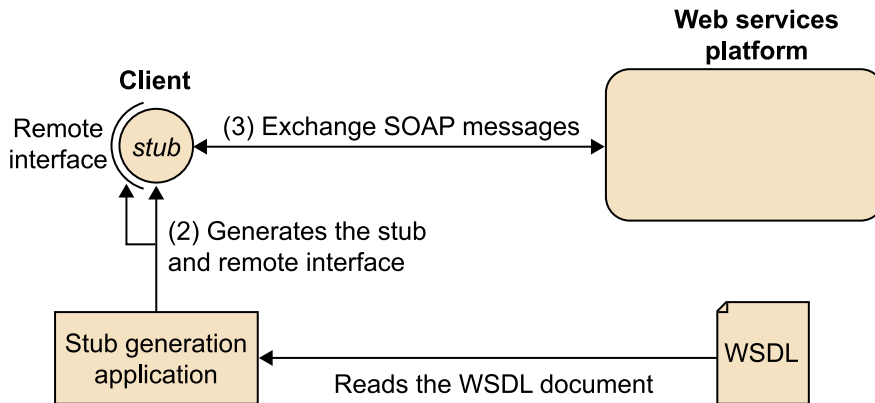 Web services
platform
Client
Remote
interface
stub
(3) Exchange SOAP messages
(2) Generates the stub
and remote interface
Stub generation
application
WSDL
Reads the WSDL document